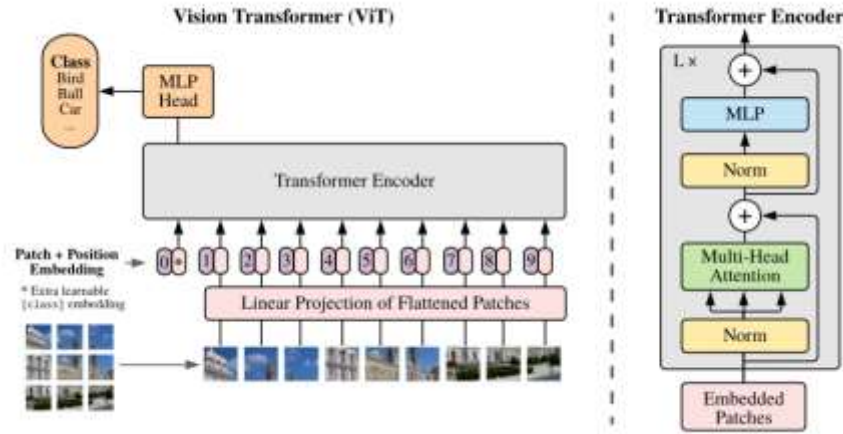 Vision Transformer (ViT)
Class
Bird
Ball
Car
...
MLP
Head
Transformer Encoder
Patch + Position
Embedding
0 * 1 2 3 4 5 6 7 8 9
* Extra learnable
[class] embedding
Linear Projection of Flattened Patches
Transformer Encoder
L ×
+
MLP
Norm
+
Multi-Head
Attention
Norm
Embedded
Patches